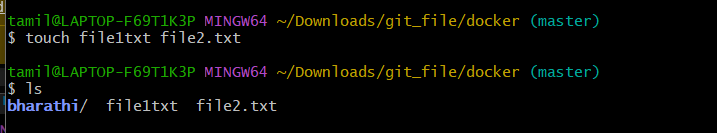 tamil@LAPTOP-F69T1K3P MINGW64 ~/Downloads/git_file/docker (master)
$ touch file1txt file2.txt
tamil@LAPTOP-F69T1K3P MINGW64 ~/Downloads/git_file/docker (master)
$ ls
bharathi/  file1txt  file2.txt